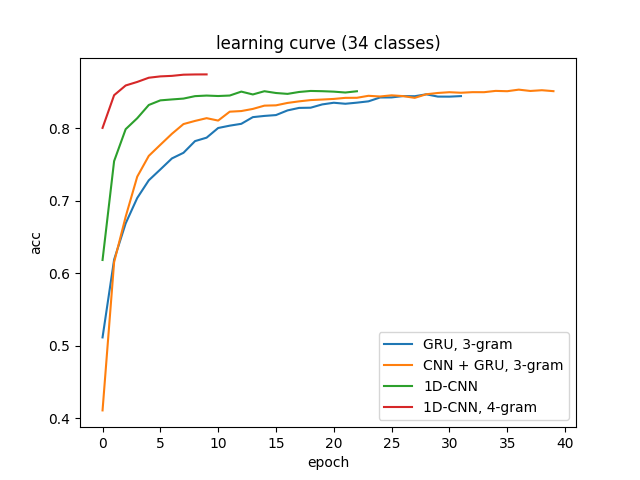 learning curve (34 classes)
acc
0.8
0.7
0.6
0.5
0.4
0 5 10 15 20 25 30 35 40
epoch
GRU, 3-gram
CNN + GRU, 3-gram
1D-CNN
1D-CNN, 4-gram